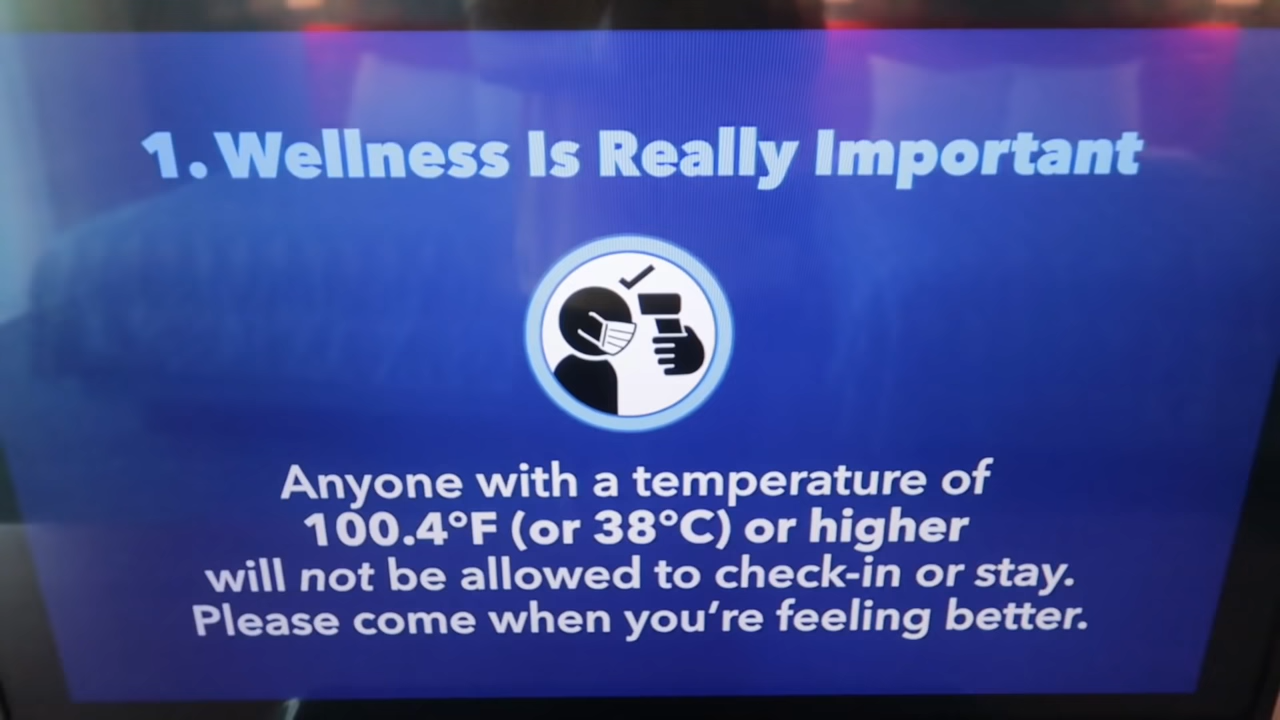 1. Wellness Is Really Important
Anyone with a temperature of
100.4°F (or 38°C) or higher
will not be allowed to check-in or stay.
Please come when you're feeling better.